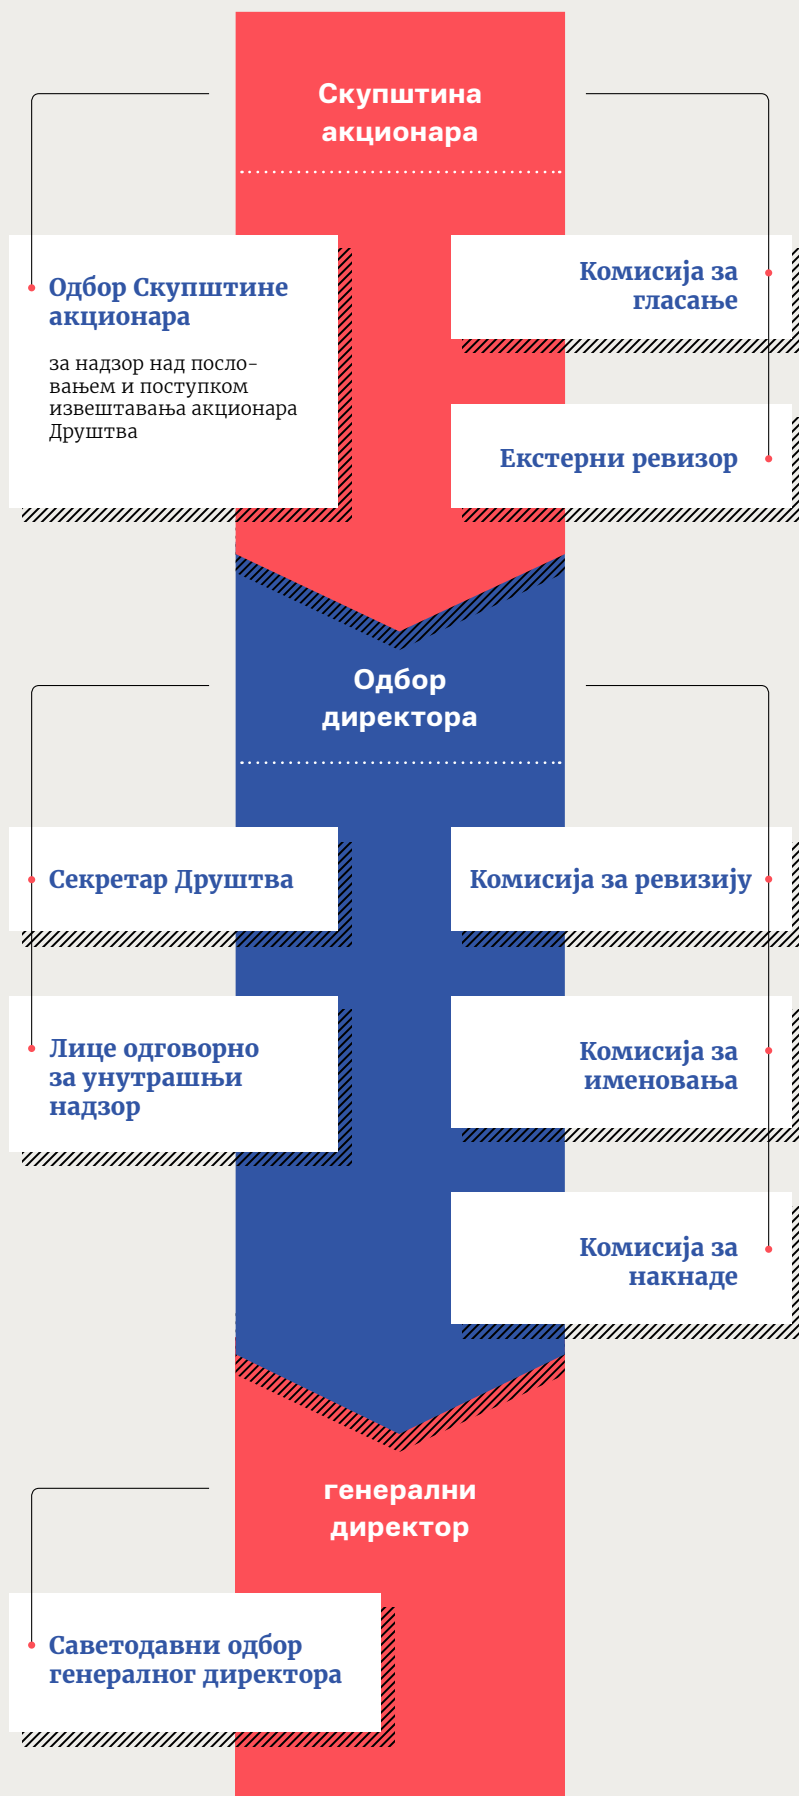 Скупштина
акционара
Одбор Скупштине
акционара
за надзор над посло-
вањем и поступком
извештавања акционара
Друштва
Комисија за
гласање
Екстерни ревизор
Одбор
директора
Секретар Друштва
Лице одговорно
за унутрашњи
надзор
Комисија за ревизију
Комисија за
именовања
Комисија за
накнаде
генерални
директор
Саветодавни одбор
генералног директора